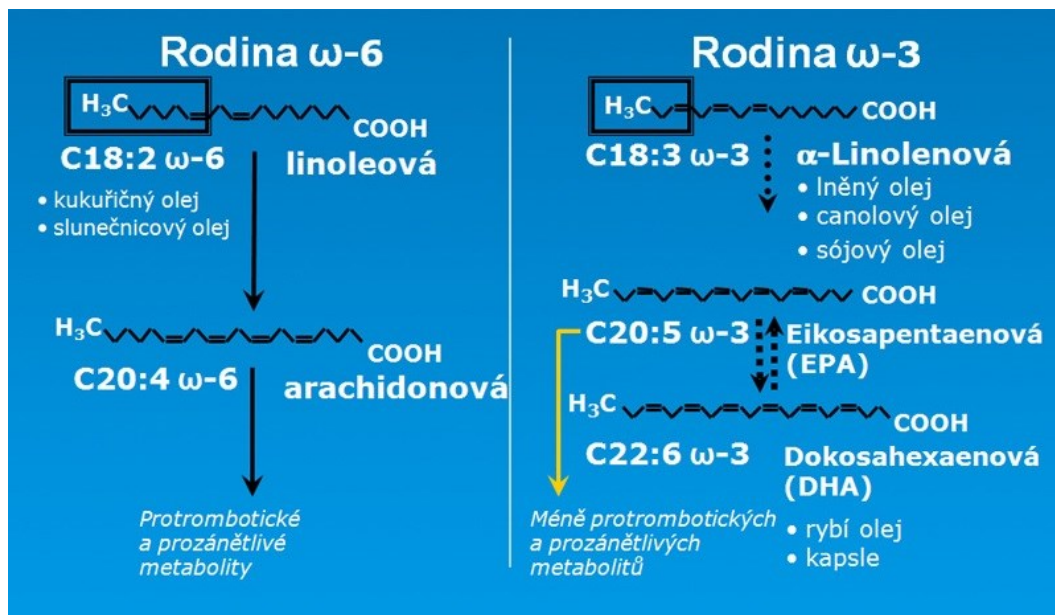 Rodina ω-6
H₃C
COOH
C18:2 ω-6
linoleová
• kukuřičný olej
• slunečnicový olej
H₃C
COOH
C20:4 ω-6
arachidonová
Protrombotické
a prozánětlivé
metabolity
Rodina ω-3
H₃C
COOH
C18:3 ω-3
α-Linolenová
• lněný olej
• canolový olej
• sójový olej
H₃C
COOH
C20:5 ω-3
Eikosapentaenová
(EPA)
H₃C
COOH
C22:6 ω-3
Dokosahexaenová
(DHA)
Méně protrombotických
a prozánětlivých
metabolitů
• rybí olej
• kapsle